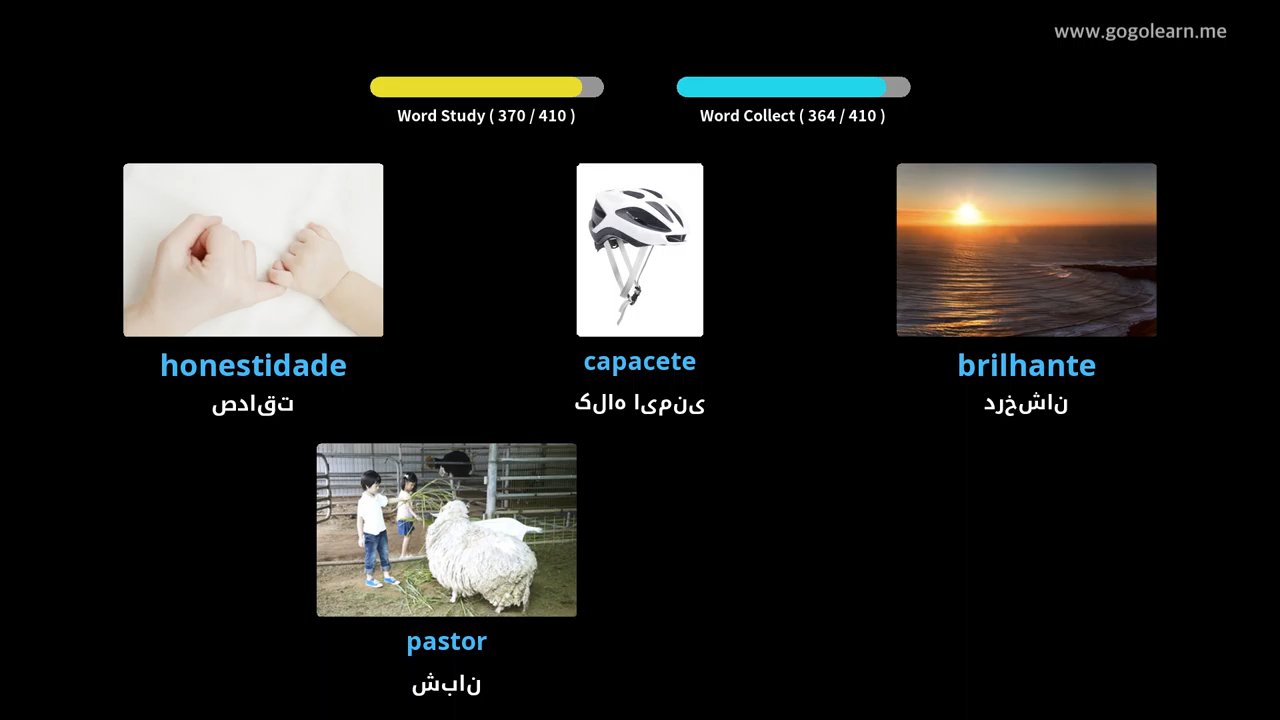 www.gogolearn.me
Word Study ( 370 / 410 )
Word Collect ( 364 / 410 )
honestidade
صداقت
capacete
کلاه ایمنی
brilhante
درخشان
pastor
شبان